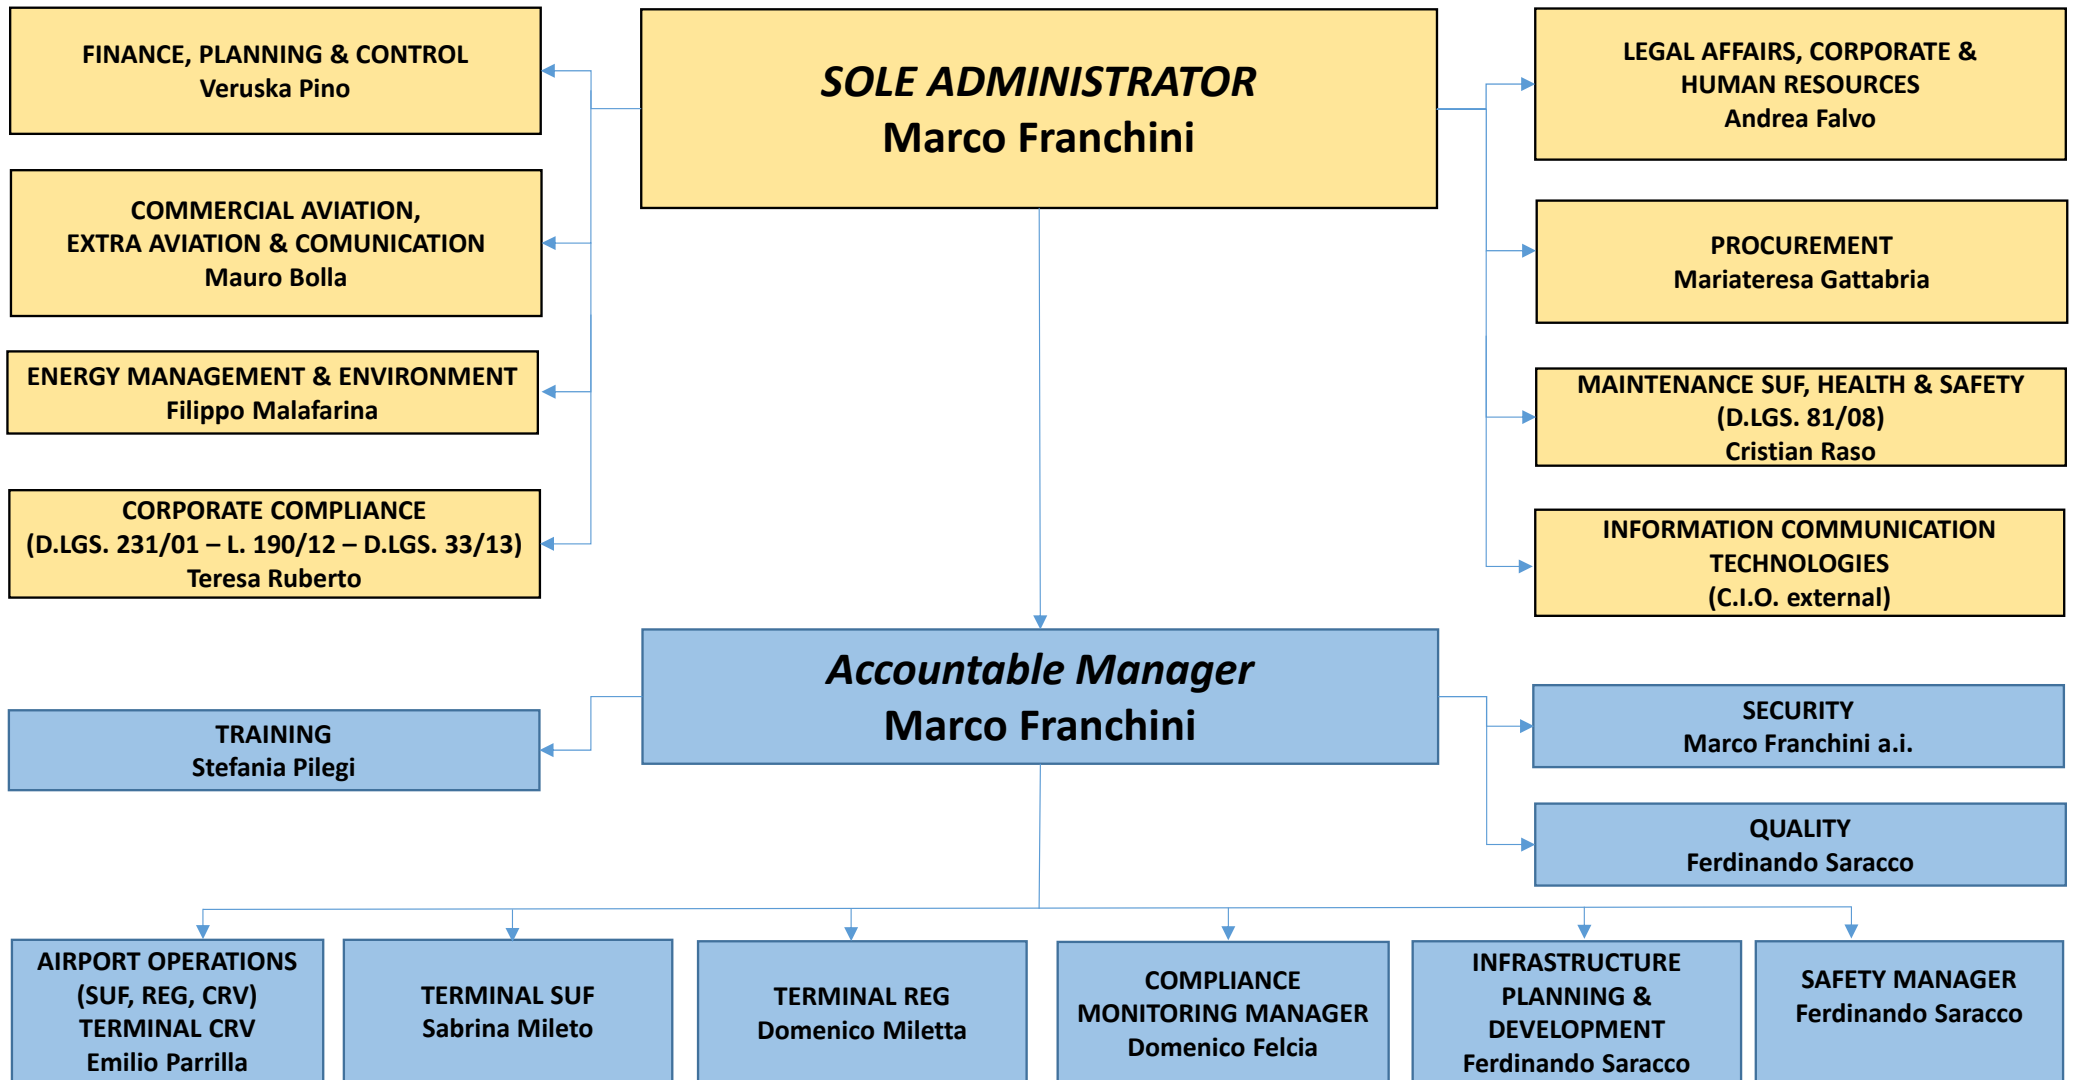 FINANCE, PLANNING & CONTROL
Veruska Pino
SOLE ADMINISTRATOR
Marco Franchini
LEGAL AFFAIRS, CORPORATE &
HUMAN RESOURCES
Andrea Falvo
COMMERCIAL AVIATION,
EXTRA AVIATION & COMUNICATION
Mauro Bolla
PROCUREMENT
Mariateresa Gattabria
ENERGY MANAGEMENT & ENVIRONMENT
Filippo Malafarina
MAINTENANCE SUF, HEALTH & SAFETY
(D.LGS. 81/08)
Cristian Raso
CORPORATE COMPLIANCE
(D.LGS. 231/01 – L. 190/12 – D.LGS. 33/13)
Teresa Ruberto
INFORMATION COMMUNICATION
TECHNOLOGIES
(C.I.O. external)
Accountable Manager
Marco Franchini
TRAINING
Stefania Pilegi
SECURITY
Marco Franchini a.i.
QUALITY
Ferdinando Saracco
AIRPORT OPERATIONS
(SUF, REG, CRV)
TERMINAL CRV
Emilio Parrilla
TERMINAL SUF
Sabrina Mileto
TERMINAL REG
Domenico Miletta
COMPLIANCE
MONITORING MANAGER
Domenico Felcia
INFRASTRUCTURE
PLANNING &
DEVELOPMENT
Ferdinando Saracco
SAFETY MANAGER
Ferdinando Saracco